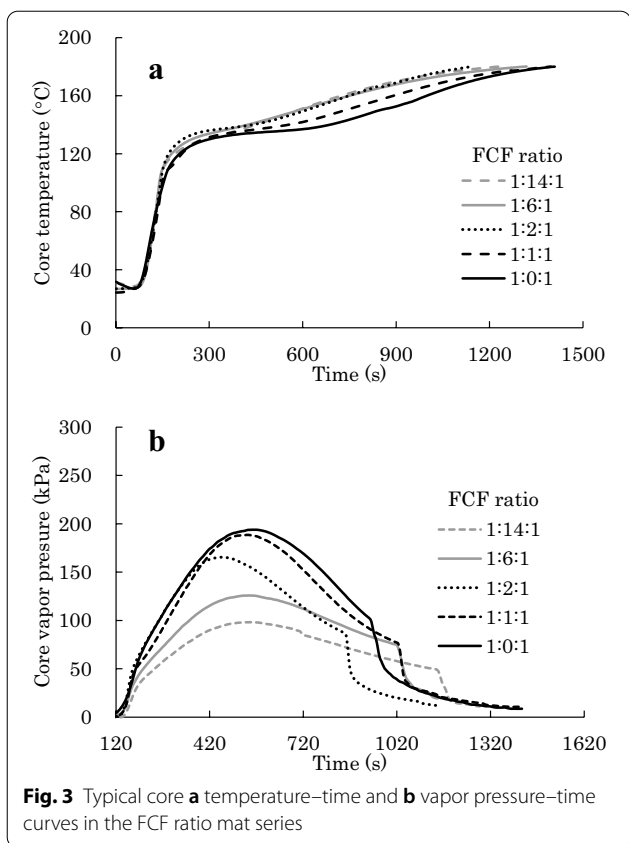 200
160
120
80
40
0
Core temperature (°C)
a
FCF ratio
1:14:1
1:6:1
1:2:1
1:1:1
1:0:1
0 300 600 900 1200 1500
Time (s)
300
250
200
150
100
50
0
Core vapor presure (kPa)
b
FCF ratio
1:14:1
1:6:1
1:2:1
1:1:1
1:0:1
120 420 720 1020 1320 1620
Time (s)
Fig. 3 Typical core a temperature–time and b vapor pressure–time
curves in the FCF ratio mat series